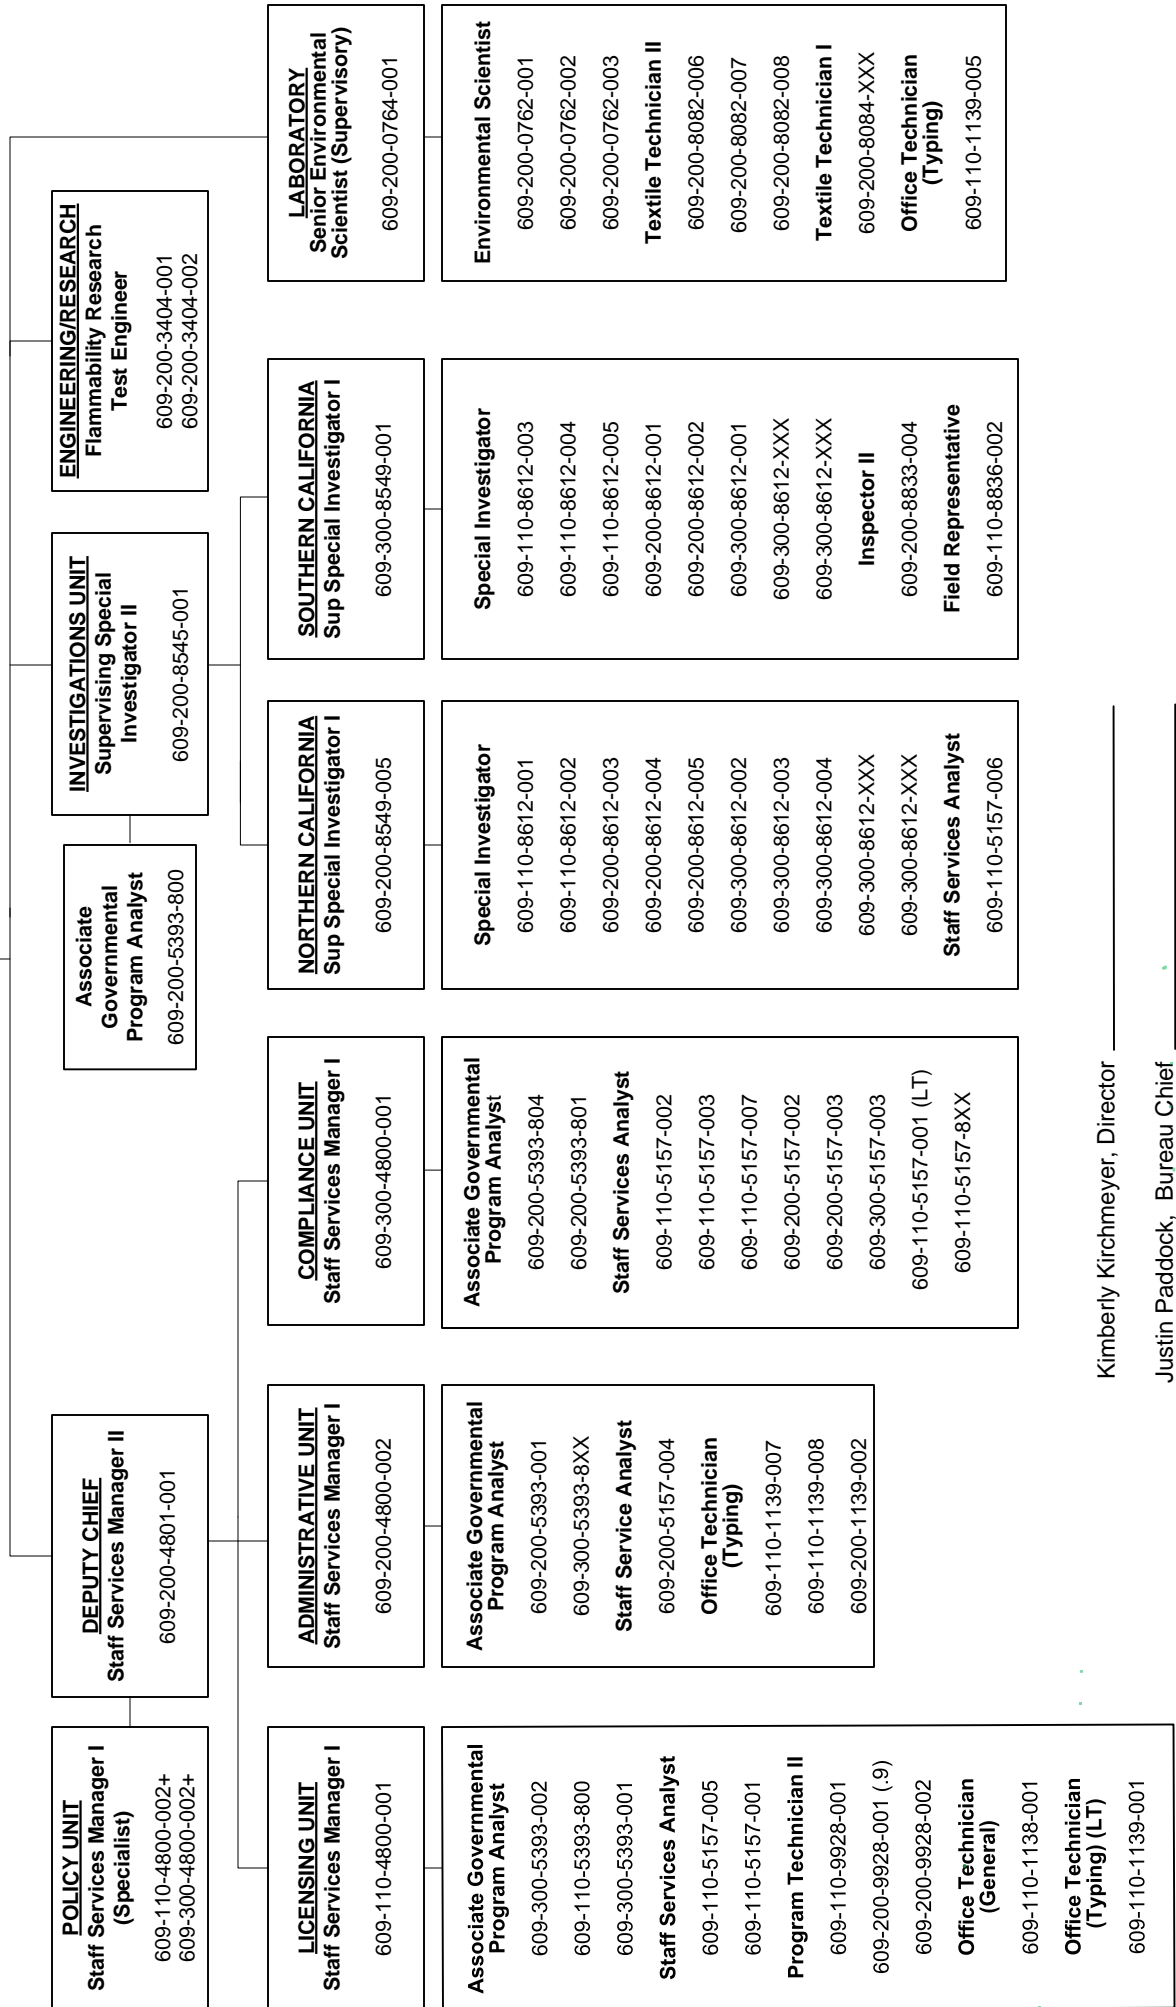 POLICY UNIT
Staff Services Manager I
(Specialist)
609-110-4800-002+
609-300-4800-002+
DEPUTY CHIEF
Staff Services Manager II
609-200-4801-001
Associate
Governmental
Program Analyst
609-200-5393-800
INVESTIGATIONS UNIT
Supervising Special
Investigator II
609-200-8545-001
ENGINEERING/RESEARCH
Flammability Research
Test Engineer
609-200-3404-001
609-200-3404-002
LICENSING UNIT
Staff Services Manager I
609-110-4800-001
Associate Governmental
Program Analyst
609-300-5393-002
609-110-5393-800
609-300-5393-001
Staff Services Analyst
609-110-5157-005
609-110-5157-001
Program Technician II
609-110-9928-001
609-200-9928-001 (.9)
609-200-9928-002
Office Technician
(General)
609-110-1138-001
Office Technician
(Typing) (LT)
609-110-1139-001
ADMINISTRATIVE UNIT
Staff Services Manager I
609-200-4800-002
Associate Governmental
Program Analyst
609-200-5393-001
609-300-5393-8XX
Staff Service Analyst
609-200-5157-004
Office Technician
(Typing)
609-110-1139-007
609-110-1139-008
609-200-1139-002
COMPLIANCE UNIT
Staff Services Manager I
609-300-4800-001
Associate Governmental
Program Analyst
609-200-5393-804
609-200-5393-801
Staff Services Analyst
609-110-5157-002
609-110-5157-003
609-110-5157-007
609-200-5157-002
609-200-5157-003
609-300-5157-003
609-110-5157-001 (LT)
609-110-5157-8XX
NORTHERN CALIFORNIA
Sup Special Investigator I
609-200-8549-005
Special Investigator
609-110-8612-001
609-110-8612-002
609-200-8612-003
609-200-8612-004
609-200-8612-005
609-300-8612-002
609-300-8612-003
609-300-8612-004
609-300-8612-XXX
609-300-8612-XXX
Staff Services Analyst
609-110-5157-006
SOUTHERN CALIFORNIA
Sup Special Investigator I
609-300-8549-001
Special Investigator
609-110-8612-003
609-110-8612-004
609-110-8612-005
609-200-8612-001
609-200-8612-002
609-300-8612-001
609-300-8612-XXX
609-300-8612-XXX
Inspector II
609-200-8833-004
Field Representative
609-110-8836-002
LABORATORY
Senior Environmental
Scientist (Supervisory)
609-200-0764-001
Environmental Scientist
609-200-0762-001
609-200-0762-002
609-200-0762-003
Textile Technician II
609-200-8082-006
609-200-8082-007
609-200-8082-008
Textile Technician I
609-200-8084-XXX
Office Technician
(Typing)
609-110-1139-005
Kimberly Kirchmeyer, Director
Justin Paddock, Bureau Chief